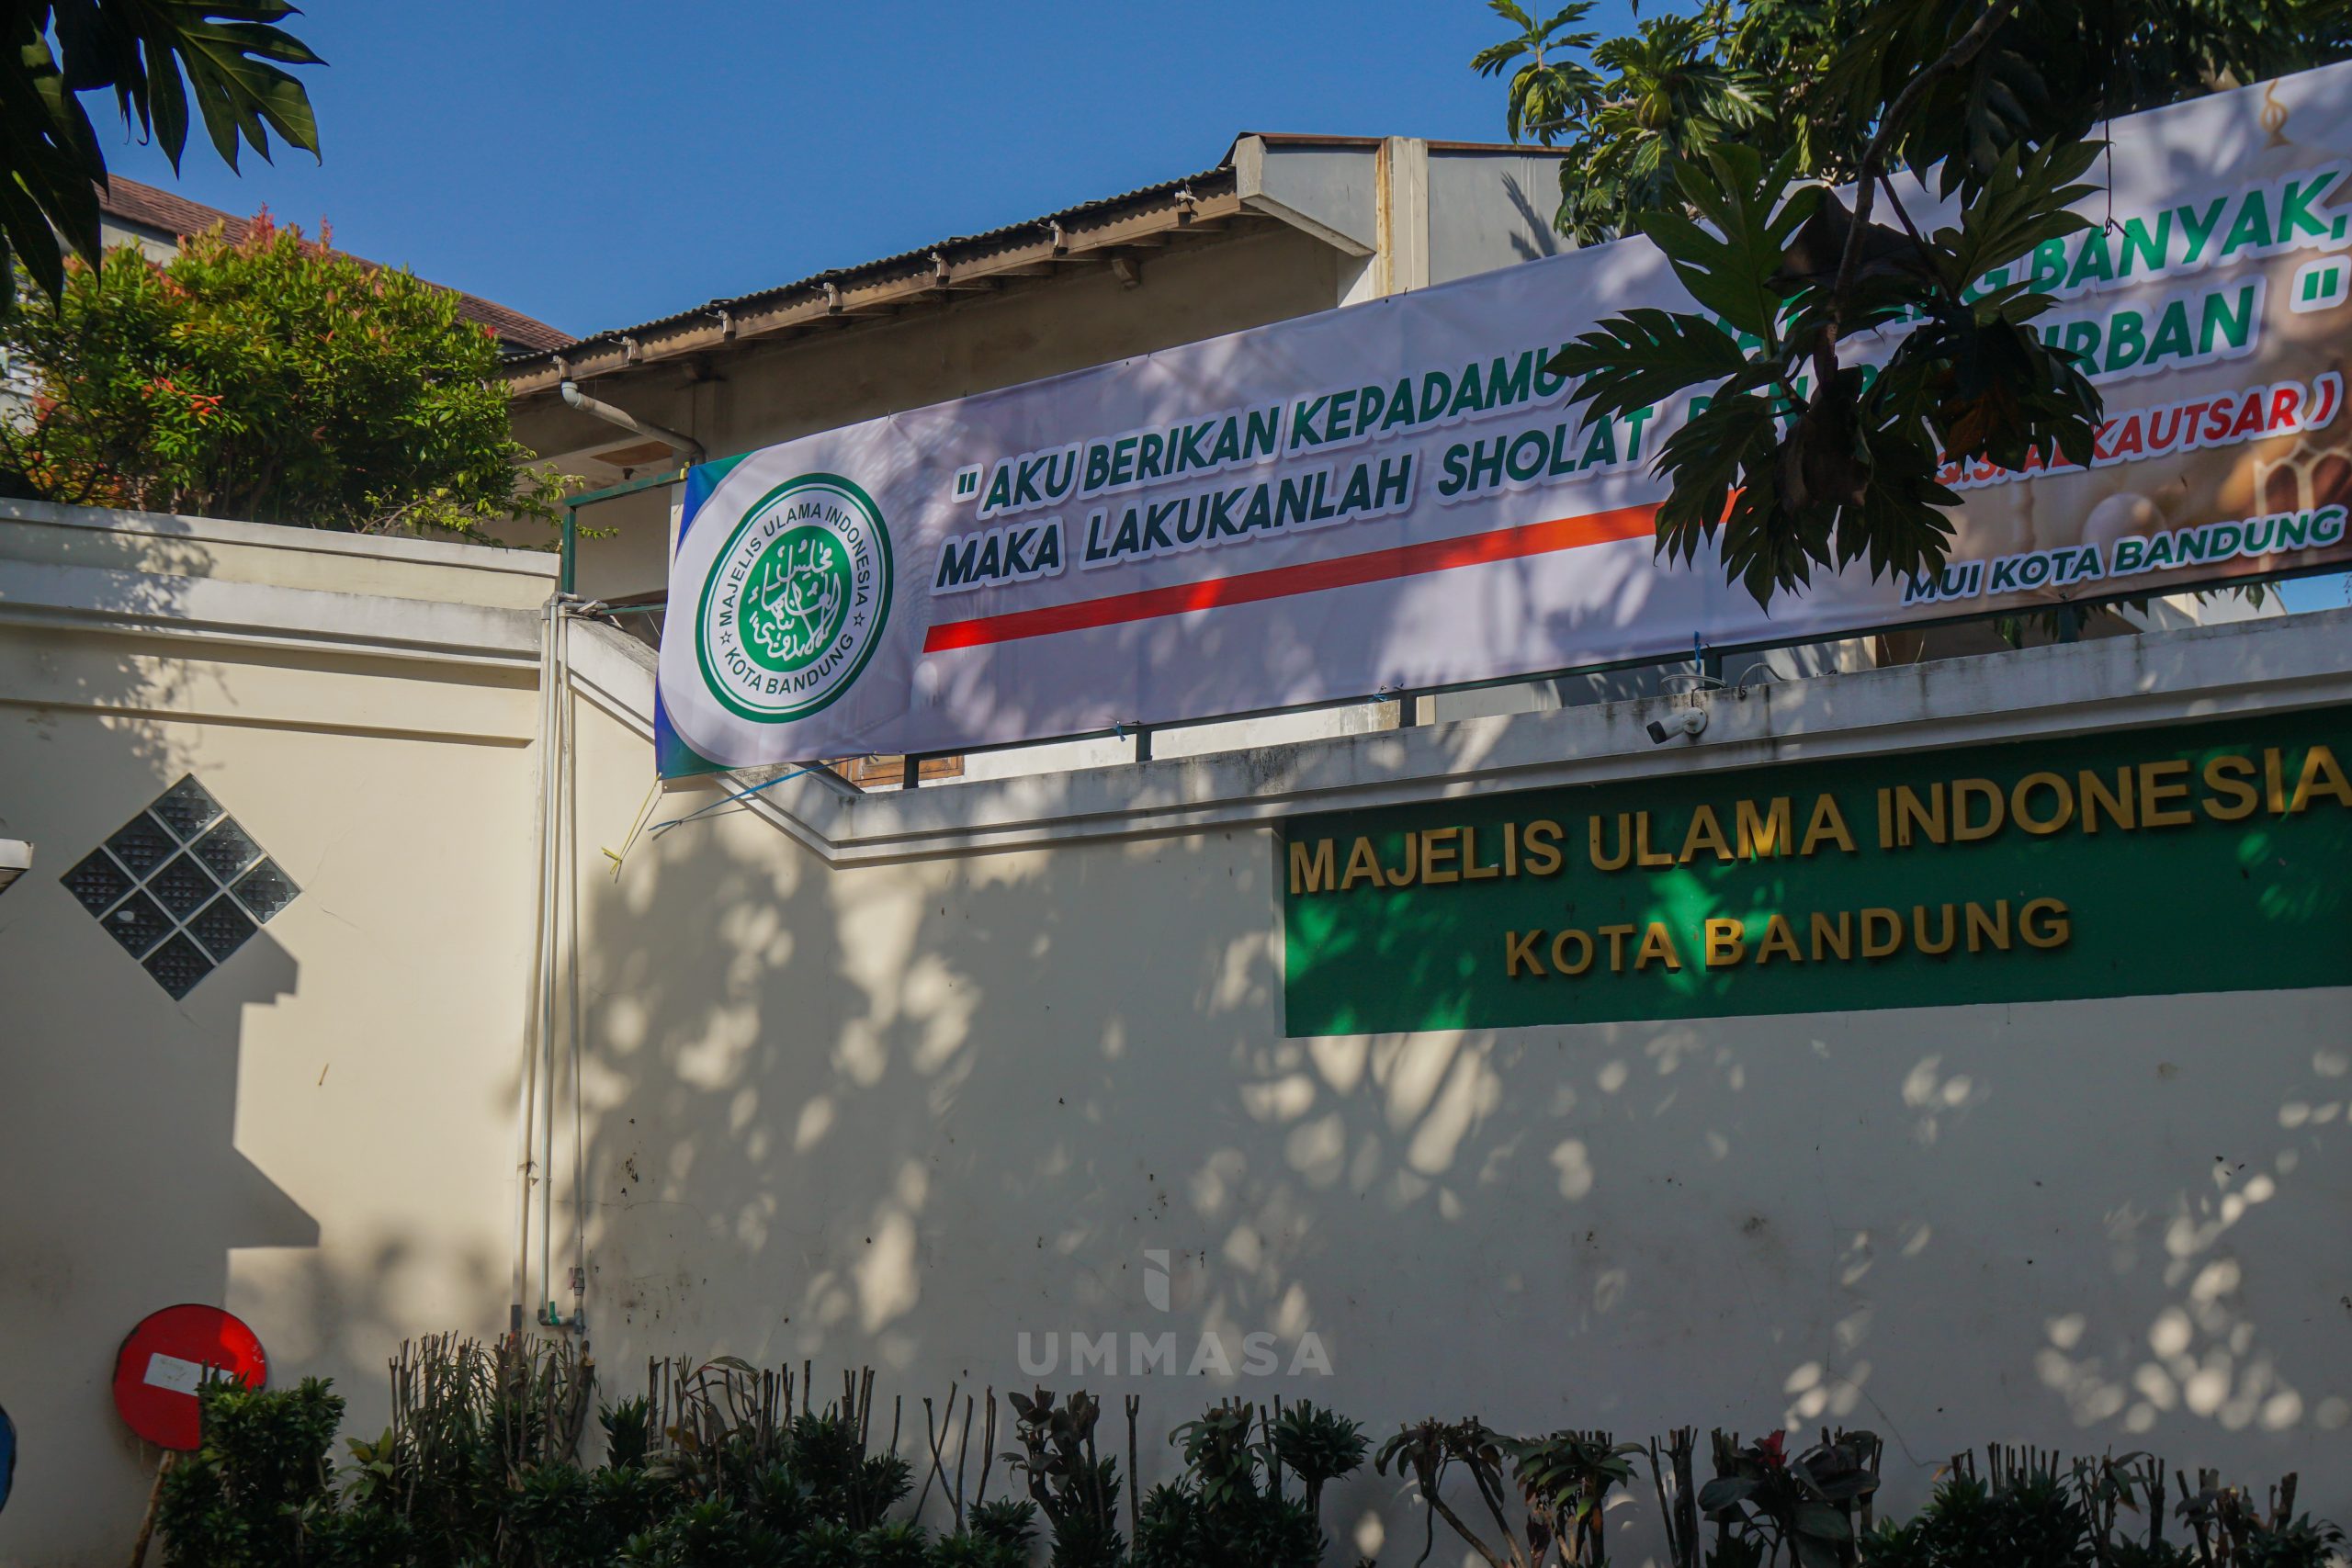 " AKU BERIKAN KEPADAMU BANYAK,
MAKA LAKUKANLAH SHOLAT "
KAUTSAR )
MUI KOTA BANDUNG
MAJELIS ULAMA INDONESIA
KOTA BANDUNG
MAJELIS ULAMA INDONESIA
KOTA BANDUNG
UMMASA